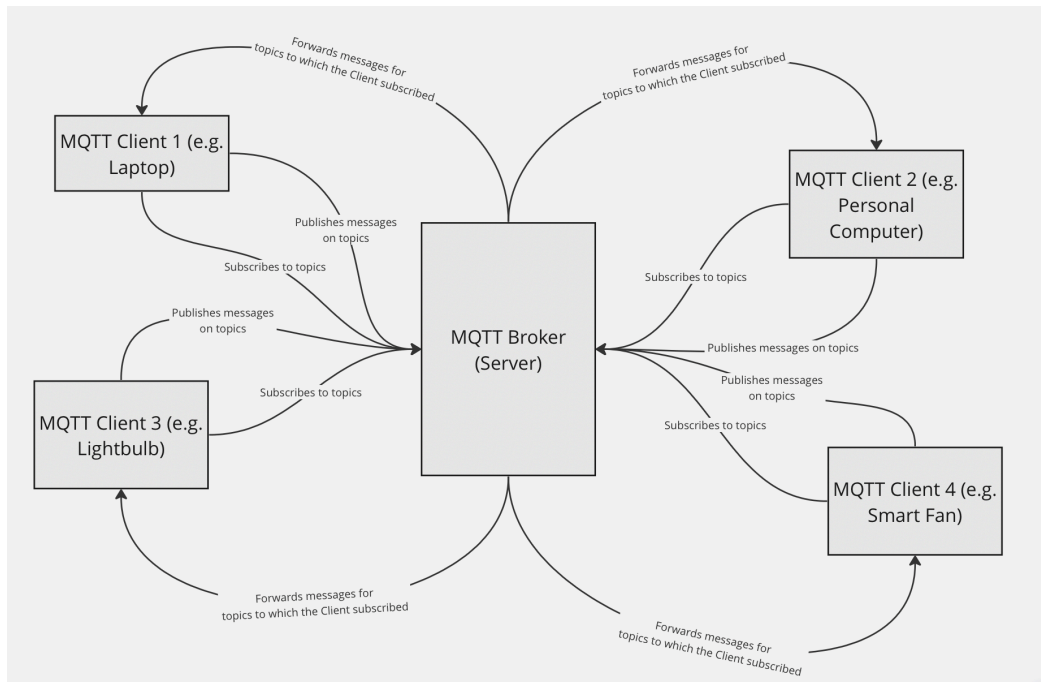 Forwards messages for
topics to which the Client subscribed
Forwards messages for
topics to which the Client subscribed
MQTT Client 1 (e.g.
Laptop)
MQTT Client 2 (e.g.
Personal
Computer)
Publishes messages
on topics
Subscribes to topics
Subscribes to topics
Publishes messages
on topics
MQTT Broker
(Server)
Publishes messages on topics
Publishes messages
on topics
Subscribes to topics
Subscribes to topics
MQTT Client 3 (e.g.
Lightbulb)
MQTT Client 4 (e.g.
Smart Fan)
Forwards messages for
topics to which the Client subscribed
Forwards messages for
topics to which the Client subscribed